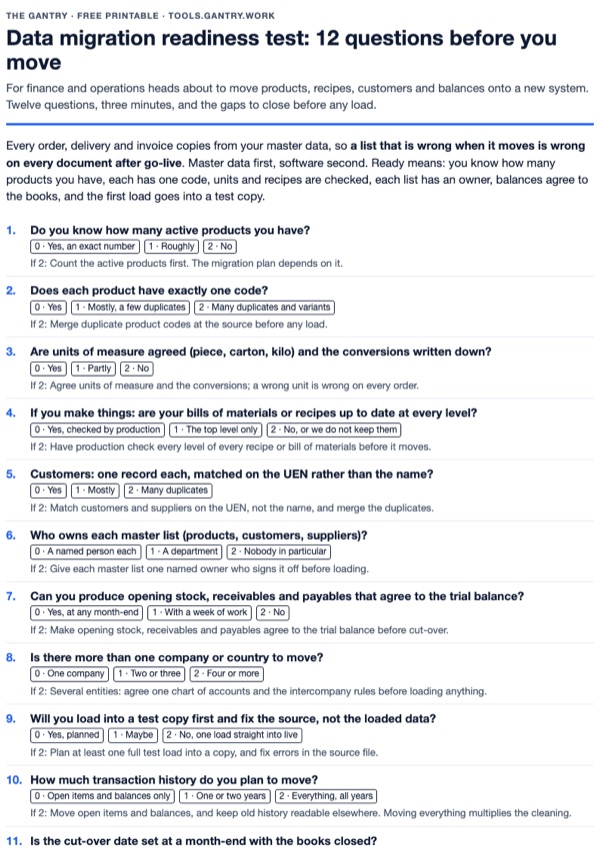 THE GANTRY · FREE PRINTABLE · TOOLS.GANTRY.WORK
Data migration readiness test: 12 questions before you
move
For finance and operations heads about to move products, recipes, customers and balances onto a new system.
Twelve questions, three minutes, and the gaps to close before any load.
Every order, delivery and invoice copies from your master data, so a list that is wrong when it moves is wrong
on every document after go-live. Master data first, software second. Ready means: you know how many
products you have, each has one code, units and recipes are checked, each list has an owner, balances agree to
the books, and the first load goes into a test copy.
1. Do you know how many active products you have?
0 · Yes, an exact number 1 · Roughly 2 · No
If 2: Count the active products first. The migration plan depends on it.
2. Does each product have exactly one code?
0 · Yes 1 · Mostly, a few duplicates 2 · Many duplicates and variants
If 2: Merge duplicate product codes at the source before any load.
3. Are units of measure agreed (piece, carton, kilo) and the conversions written down?
0 · Yes 1 · Partly 2 · No
If 2: Agree units of measure and the conversions; a wrong unit is wrong on every order.
4. If you make things: are your bills of materials or recipes up to date at every level?
0 · Yes, checked by production 1 · The top level only 2 · No, or we do not keep them
If 2: Have production check every level of every recipe or bill of materials before it moves.
5. Customers: one record each, matched on the UEN rather than the name?
0 · Yes 1 · Mostly 2 · Many duplicates
If 2: Match customers and suppliers on the UEN, not the name, and merge the duplicates.
6. Who owns each master list (products, customers, suppliers)?
0 · A named person each 1 · A department 2 · Nobody in particular
If 2: Give each master list one named owner who signs it off before loading.
7. Can you produce opening stock, receivables and payables that agree to the trial balance?
0 · Yes, at any month-end 1 · With a week of work 2 · No
If 2: Make opening stock, receivables and payables agree to the trial balance before cut-over.
8. Is there more than one company or country to move?
0 · One company 1 · Two or three 2 · Four or more
If 2: Several entities: agree one chart of accounts and the intercompany rules before loading anything.
9. Will you load into a test copy first and fix the source, not the loaded data?
0 · Yes, planned 1 · Maybe 2 · No, one load straight into live
If 2: Plan at least one full test load into a copy, and fix errors in the source file.
10. How much transaction history do you plan to move?
0 · Open items and balances only 1 · One or two years 2 · Everything, all years
If 2: Move open items and balances, and keep old history readable elsewhere. Moving everything multiplies the cleaning.
11. Is the cut-over date set at a month-end with the books closed?